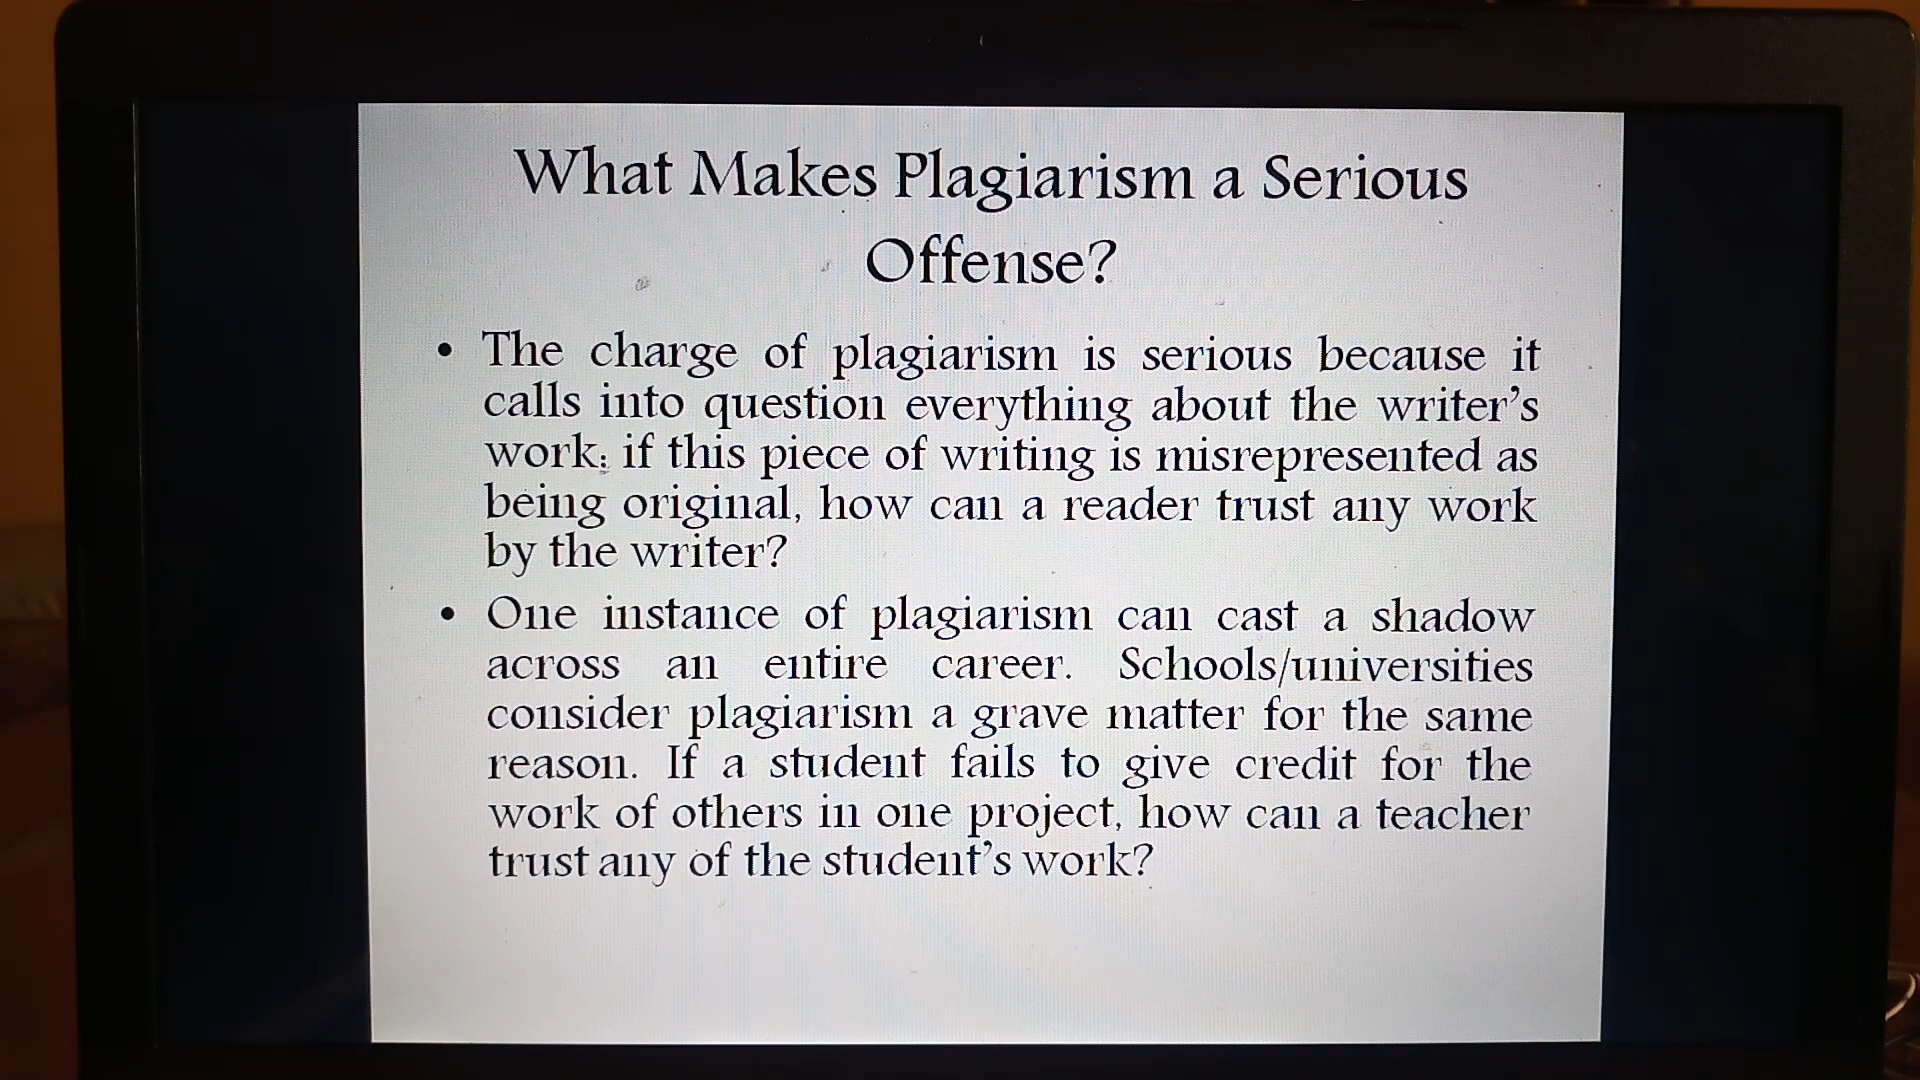 What Makes Plagiarism a Serious
Offense?
• The charge of plagiarism is serious because it
calls into question everything about the writer's
work: if this piece of writing is misrepresented as
being original, how can a reader trust any work
by the writer?
• One instance of plagiarism can cast a shadow
across an entire career. Schools/universities
consider plagiarism a grave matter for the same
reason. If a student fails to give credit for the
work of others in one project, how can a teacher
trust any of the student's work?